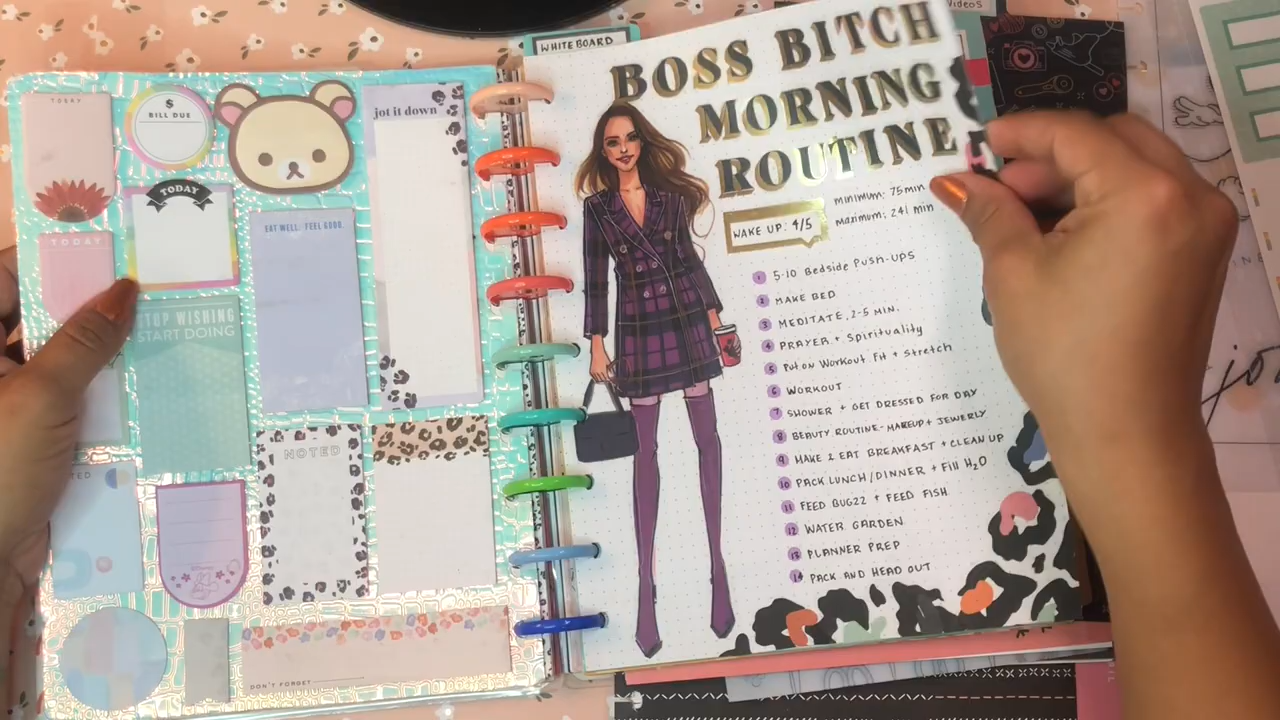 Videos
WHITEBOARD
TODAY
$
BILL DUE
TODAY
jot it down
EAT WELL. FEEL GOOD.
TODAY
STOP WISHING
START DOING
NOTED
DON'T FORGET
BOSS BITCH
MORNING
ROUTINE
WAKE UP: 4/5
minimum: 75 min
maximum: 241 min
1 5-10 Bedside Push-ups
2 MAKE BED
3 MEDITATE, 2-5 MIN.
4 PRAYER + Spirituality
5 Put on Workout Fit + Stretch
6 WORKOUT
7 SHOWER + GET DRESSED FOR DAY
8 BEAUTY ROUTINE- MAKEUP + JEWERLY
9 MAKE & EAT BREAKFAST + CLEAN UP
10 PACK LUNCH/DINNER + Fill H2O
11 FEED BUGZZ + FEED FISH
12 WATER GARDEN
13 PLANNER PREP
14 PACK AND HEAD OUT